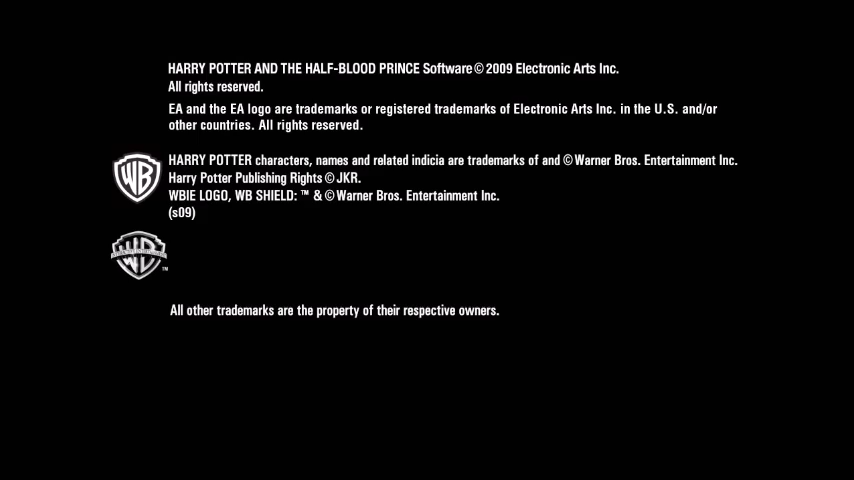 HARRY POTTER AND THE HALF-BLOOD PRINCE Software © 2009 Electronic Arts Inc.
All rights reserved.
EA and the EA logo are trademarks or registered trademarks of Electronic Arts Inc. in the U.S. and/or
other countries. All rights reserved.
WB
HARRY POTTER characters, names and related indicia are trademarks of and © Warner Bros. Entertainment Inc.
Harry Potter Publishing Rights © JKR.
WBIE LOGO, WB SHIELD: ™ & © Warner Bros. Entertainment Inc.
(s09)
WB
™
All other trademarks are the property of their respective owners.